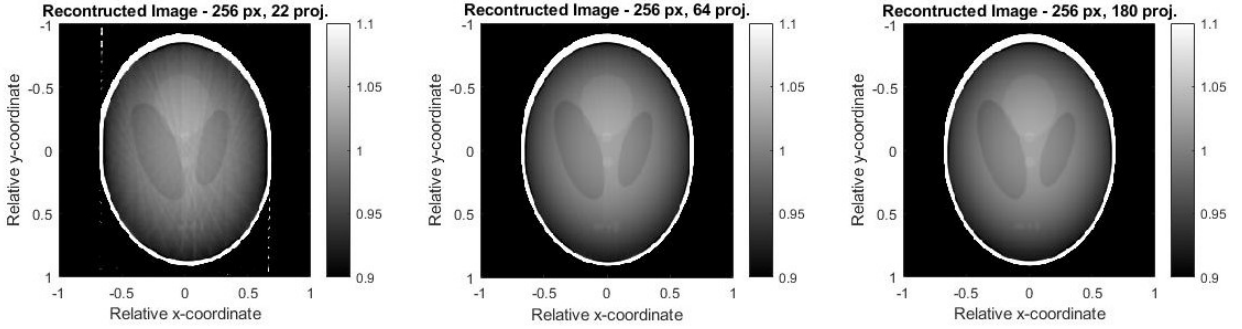 Reconstructed Image - 256 px, 22 proj.
-1
-0.5
0
0.5
1
-1 -0.5 0 0.5 1
Relative y-coordinate
Relative x-coordinate
1.1
1.05
1
0.95
0.9
Reconstructed Image - 256 px, 64 proj.
-1
-0.5
0
0.5
1
-1 -0.5 0 0.5 1
Relative y-coordinate
Relative x-coordinate
1.1
1.05
1
0.95
0.9
Reconstructed Image - 256 px, 180 proj.
-1
-0.5
0
0.5
1
-1 -0.5 0 0.5 1
Relative y-coordinate
Relative x-coordinate
1.1
1.05
1
0.95
0.9